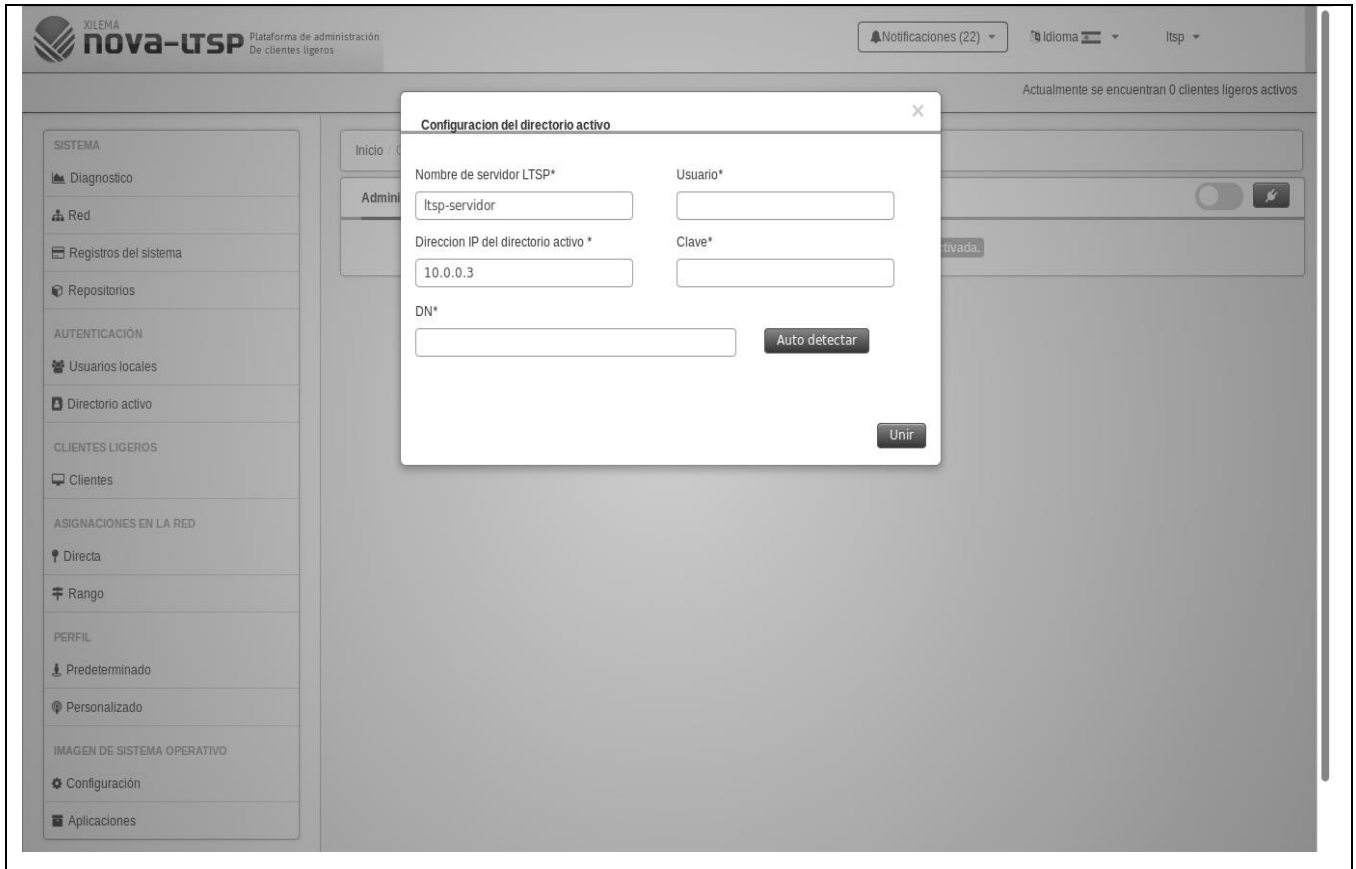 XILEMA
nova-LTSP
Plataforma de administración
De clientes ligeros
Notificaciones (22)
Idioma
ltsp
Actualmente se encuentran 0 clientes ligeros activos
SISTEMA
Diagnostico
Red
Registros del sistema
Repositorios
AUTENTICACIÓN
Usuarios locales
Directorio activo
CLIENTES LIGEROS
Clientes
ASIGNACIONES EN LA RED
Directa
Rango
PERFIL
Predeterminado
Personalizado
IMAGEN DE SISTEMA OPERATIVO
Configuración
Aplicaciones
Inicio /
Admini
ctivada.
Configuracion del directorio activo
×
Nombre de servidor LTSP*
Usuario*
ltsp-servidor
Direccion IP del directorio activo *
Clave*
10.0.0.3
DN*
Auto detectar
Unir